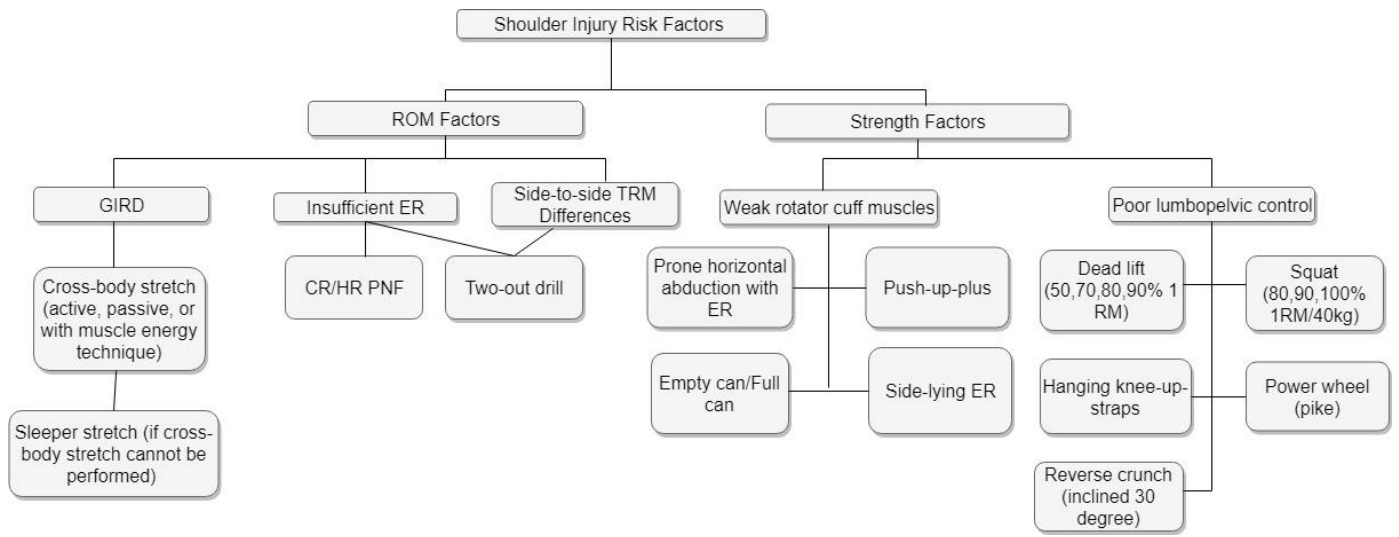 Shoulder Injury Risk Factors
ROM Factors
Strength Factors
GIRD
Insufficient ER
Side-to-side TRM
Differences
Weak rotator cuff muscles
Poor lumbopelvic control
Cross-body stretch
(active, passive, or
with muscle energy
technique)
CR/HR PNF
Two-out drill
Prone horizontal
abduction with
ER
Push-up-plus
Dead lift
(50,70,80,90% 1
RM)
Squat
(80,90,100%
1RM/40kg)
Sleeper stretch (if cross-
body stretch cannot be
performed)
Empty can/Full
can
Side-lying ER
Hanging knee-up-
straps
Power wheel
(pike)
Reverse crunch
(inclined 30
degree)